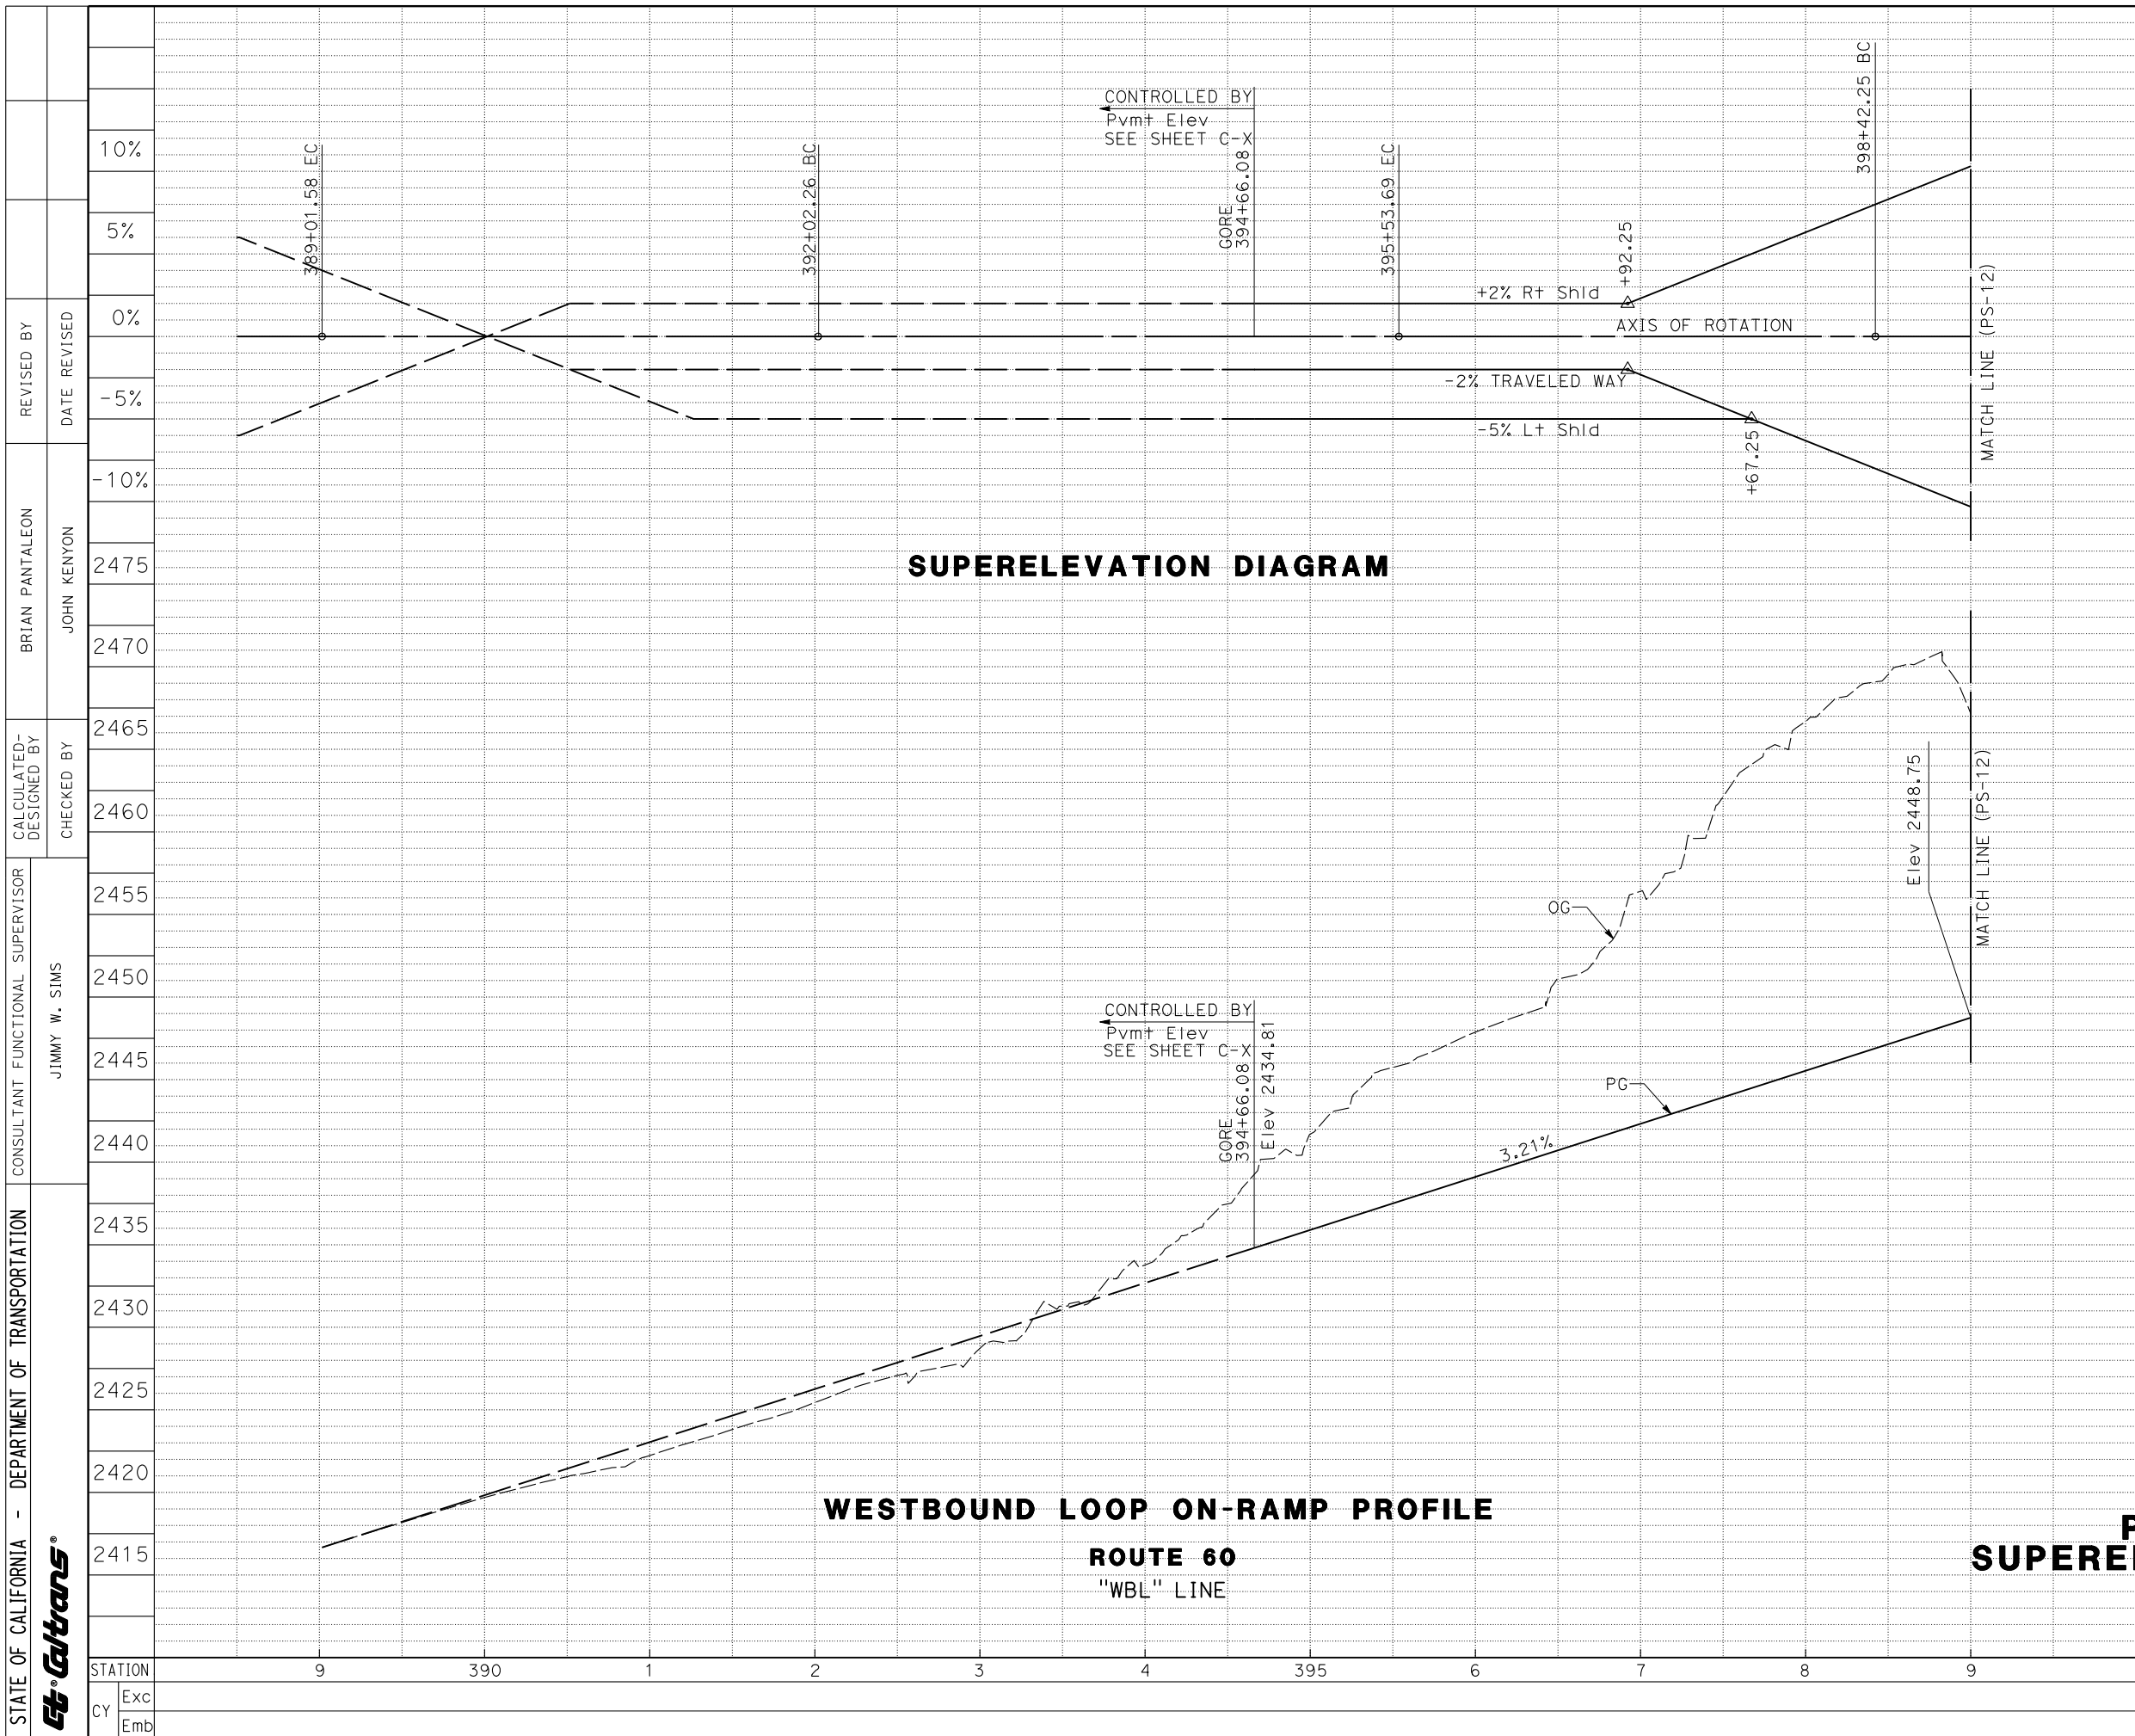 CONTROLLED BY
Pvmt Elev
SEE SHEET C-X
GORE
394+66.08
389+01.58 EC
392+02.26 BC
395+53.69 EC
+92.25
398+42.25 BC
10%
5%
0%
-5%
-10%
+2% Rt Shld
AXIS OF ROTATION
-2% TRAVELED WAY
-5% Lt Shld
+67.25
MATCH LINE (PS-12)
SUPERELEVATION DIAGRAM
2475
2470
2465
2460
2455
2450
2445
2440
2435
2430
2425
2420
2415
Elev 2448.75
MATCH LINE (PS-12)
OG
CONTROLLED BY
Pvmt Elev
SEE SHEET C-X
GORE
394+66.08
Elev 2434.81
PG
3.21%
WESTBOUND LOOP ON-RAMP PROFILE
ROUTE 60
"WBL" LINE
P
SUPEREL
STATION
9 390 1 2 3 4 395 6 7 8 9
CY
Exc
Emb
REVISED BY
DATE REVISED
BRIAN PANTALEON
JOHN KENYON
CALCULATED-
DESIGNED BY
CHECKED BY
CONSULTANT FUNCTIONAL SUPERVISOR
JIMMY W. SIMS
STATE OF CALIFORNIA - DEPARTMENT OF TRANSPORTATION
ct® Caltrans®